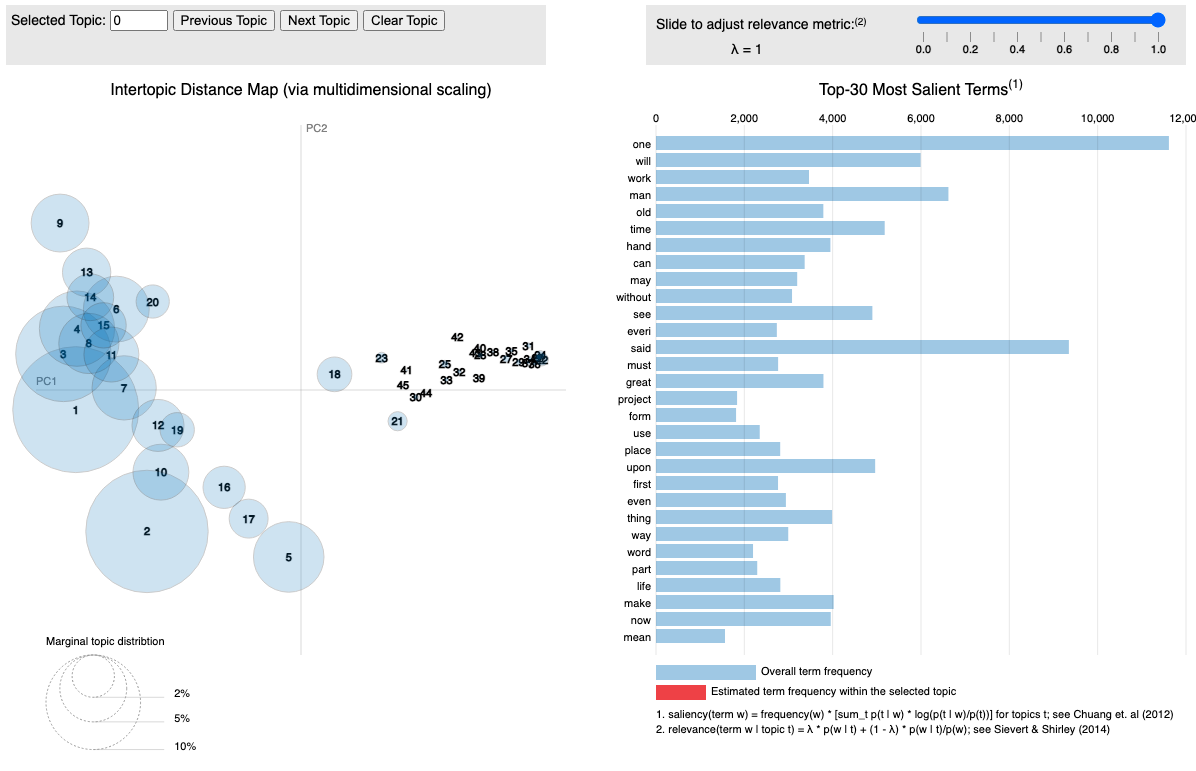 Selected Topic: 0 Previous Topic Next Topic Clear Topic
Slide to adjust relevance metric:(2)
λ = 1
0.0 0.2 0.4 0.6 0.8 1.0
Intertopic Distance Map (via multidimensional scaling)
PC2
PC1
9
13
14
6
20
4
15
8
3
11
7
1
12
19
10
16
2
17
5
18
23
41
45
30
44
21
42
25
33
32
40
38
39
35
31
27
Marginal topic distribtion
2%
5%
10%
Top-30 Most Salient Terms(1)
0 2,000 4,000 6,000 8,000 10,000 12,00
one
will
work
man
old
time
hand
can
may
without
see
everi
said
must
great
project
form
use
place
upon
first
even
thing
way
word
part
life
make
now
mean
Overall term frequency
Estimated term frequency within the selected topic
1. saliency(term w) = frequency(w) * [sum_t p(t | w) * log(p(t | w)/p(t))] for topics t; see Chuang et. al (2012)
2. relevance(term w | topic t) = λ * p(w | t) + (1 - λ) * p(w | t)/p(w); see Sievert & Shirley (2014)